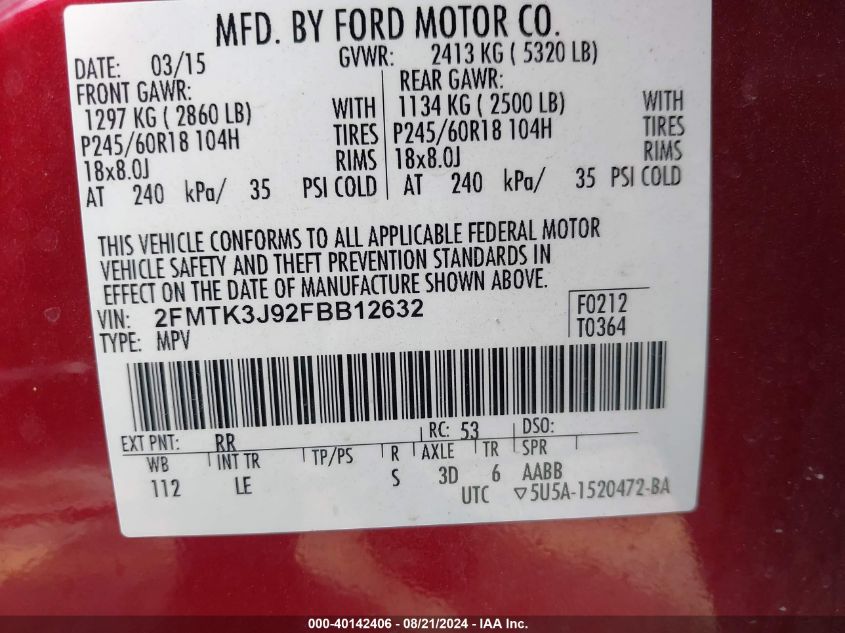 MFD. BY FORD MOTOR CO.
DATE: 03/15 GVWR: 2413 KG ( 5320 LB)
FRONT GAWR: REAR GAWR:
1297 KG ( 2860 LB) WITH 1134 KG ( 2500 LB) WITH
P245/60R18 104H TIRES P245/60R18 104H TIRES
18x8.0J RIMS 18x8.0J RIMS
AT 240 kPa/ 35 PSI COLD AT 240 kPa/ 35 PSI COLD
THIS VEHICLE CONFORMS TO ALL APPLICABLE FEDERAL MOTOR
VEHICLE SAFETY AND THEFT PREVENTION STANDARDS IN
EFFECT ON THE DATE OF MANUFACTURE SHOWN ABOVE.
VIN: 2FMTK3J92FBB12632 F0212
TYPE: MPV T0364
EXT PNT: RR RC: 53 DSO:
WB INT TR TP/PS R AXLE TR SPR
112 LE S 3D 6 AABB
UTC ▽5U5A-1520472-BA
000-40142406 - 08/21/2024 - IAA Inc.